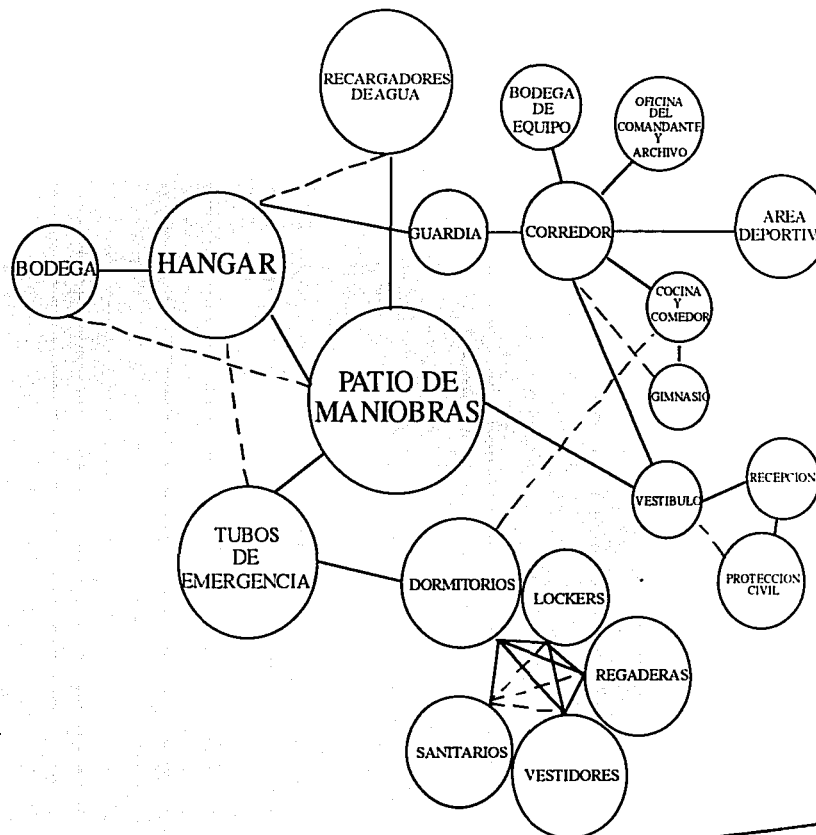 RECARGADORES
DE AGUA
BODEGA
DE
EQUIPO
OFICINA
DEL
COMANDANTE
Y
ARCHIVO
HANGAR
GUARDIA
CORREDOR
AREA
DEPORTIV
BODEGA
COCINA
Y
COMEDOR
PATIO DE
MANIOBRAS
GIMNASIO
VESTIBULO
RECEPCION
TUBOS
DE
EMERGENCIA
DORMITORIOS
LOCKERS
PROTECCION
CIVIL
REGADERAS
SANITARIOS
VESTIDORES